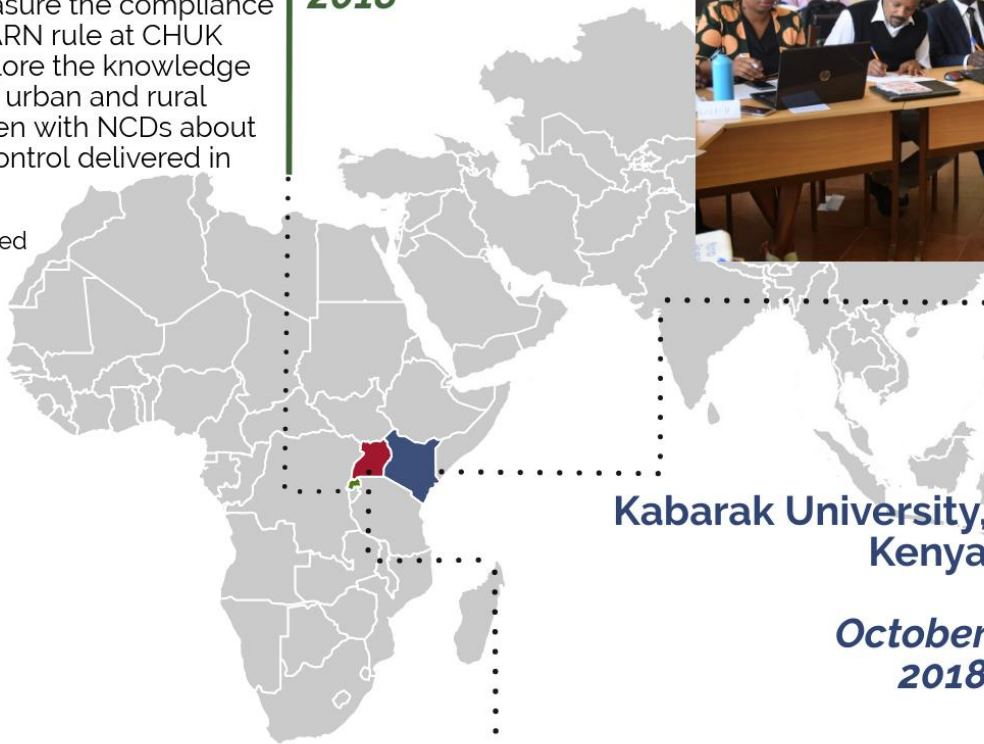 asure the compliance
ARN rule at CHUK
lore the knowledge
urban and rural
en with NCDs about
ontrol delivered in
ed
2018
Kabarak University,
Kenya
October
2018